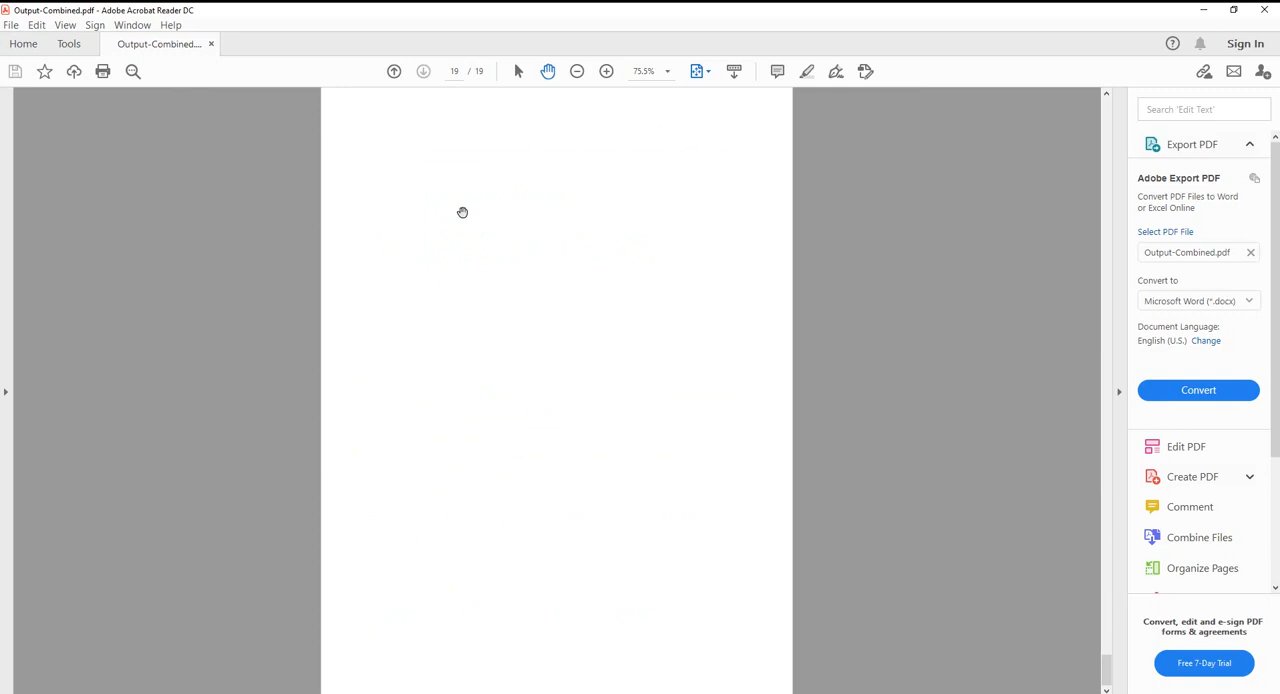 Output-Combined.pdf - Adobe Acrobat Reader DC
File Edit View Sign Window Help
Home Tools Output-Combined.... × Sign In
19 / 19 75.5%
Search 'Edit Text'
Export PDF
Adobe Export PDF
Convert PDF Files to Word
or Excel Online
Select PDF File
Output-Combined.pdf
Convert to
Microsoft Word (*.docx)
Document Language:
English (U.S.) Change
Convert
Edit PDF
Create PDF
Comment
Combine Files
Organize Pages
Convert, edit and e-sign PDF
forms & agreements
Free 7-Day Trial